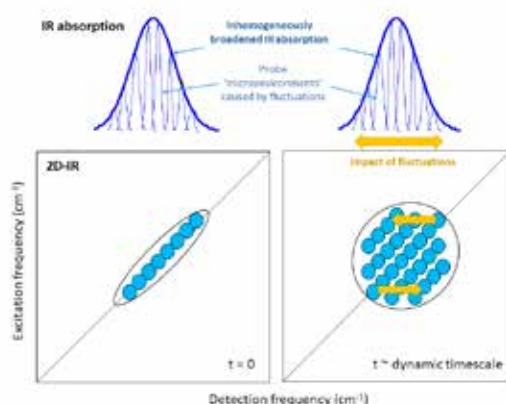 IR absorption
Inhomogeneously
broadened IR absorption
Probe
'microenvironments'
caused by fluctuations
Impact of fluctuations
2D-IR
Excitation frequency (cm⁻¹)
t = 0
t ~ dynamic timescale
Detection frequency (cm⁻¹)